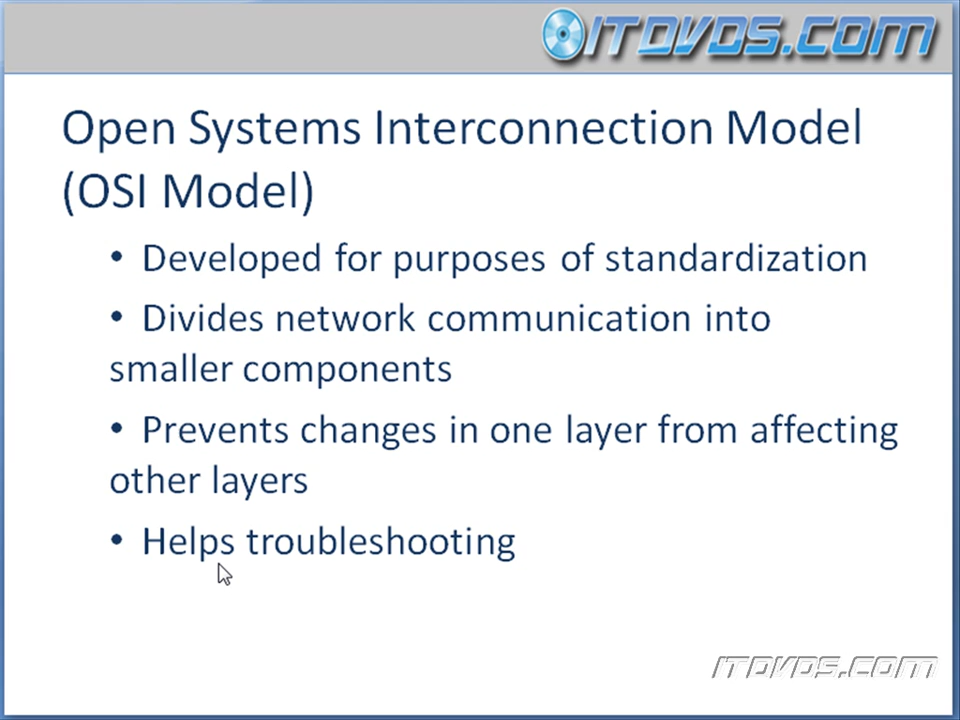 ITDVDS.COM
Open Systems Interconnection Model
(OSI Model)
• Developed for purposes of standardization
• Divides network communication into
smaller components
• Prevents changes in one layer from affecting
other layers
• Helps troubleshooting
ITDVDS.COM